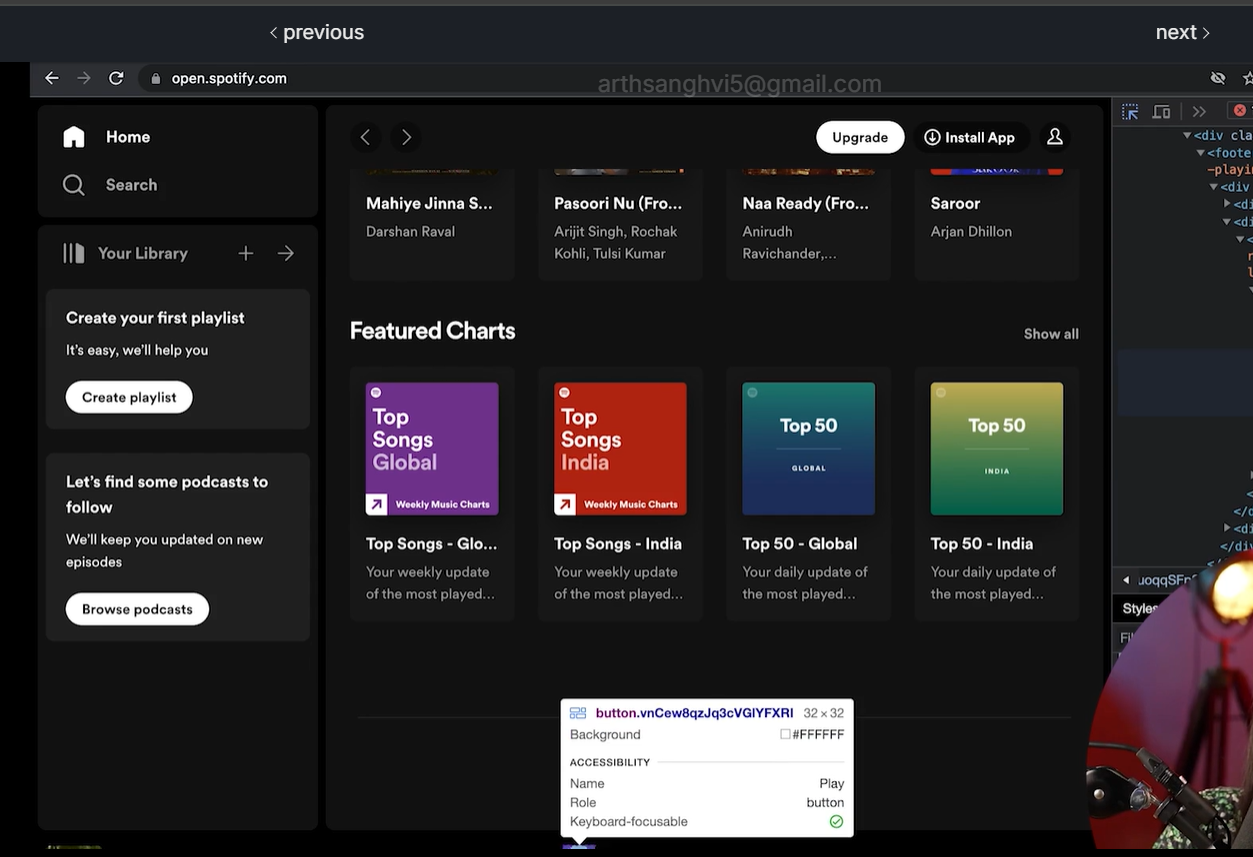 previous
next
open.spotify.com
arthsanghvi5@gmail.com
Home
Search
Your Library
Create your first playlist
It's easy, we'll help you
Create playlist
Let's find some podcasts to
follow
We'll keep you updated on new
episodes
Browse podcasts
Upgrade
Install App
Mahiye Jinna S...
Darshan Raval
Pasoori Nu (Fro...
Arijit Singh, Rochak
Kohli, Tulsi Kumar
Naa Ready (Fro...
Anirudh
Ravichander,...
Saroor
Arjan Dhillon
Featured Charts
Show all
Top
Songs
Global
Weekly Music Charts
Top Songs - Glo...
Your weekly update
of the most played...
Top
Songs
India
Weekly Music Charts
Top Songs - India
Your weekly update
of the most played...
Top 50
GLOBAL
Top 50 - Global
Your daily update of
the most played...
Top 50
INDIA
Top 50 - India
Your daily update of
the most played...
button.vnCew8qzJq3cVGlYFXRI 32 × 32
Background #FFFFFF
ACCESSIBILITY
Name Play
Role button
Keyboard-focusable
<div cla
<foote
-playi
<div
<di
<di
</di
<di
</div
Styles